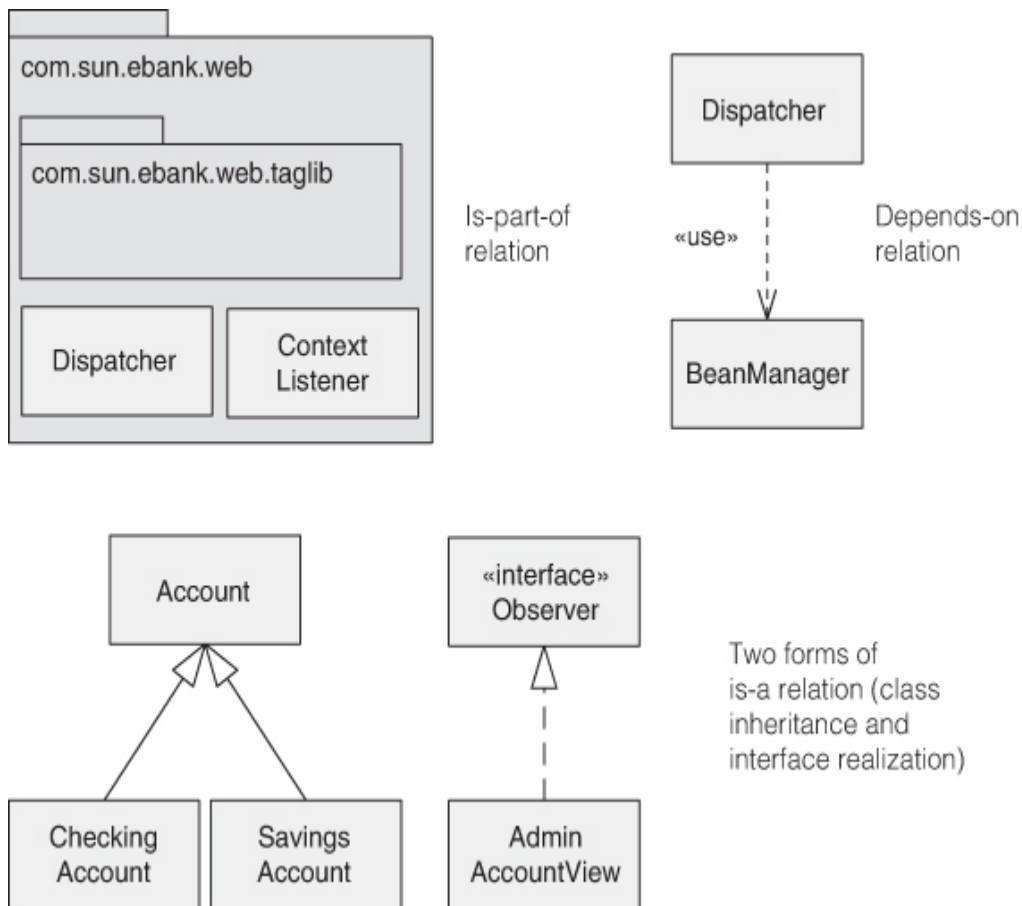 com.sun.ebank.web
com.sun.ebank.web.taglib
Dispatcher
Context
Listener
Is-part-of
relation
Dispatcher
«use»
BeanManager
Depends-on
relation
Account
Checking
Account
Savings
Account
«interface»
Observer
Admin
AccountView
Two forms of
is-a relation (class
inheritance and
interface realization)